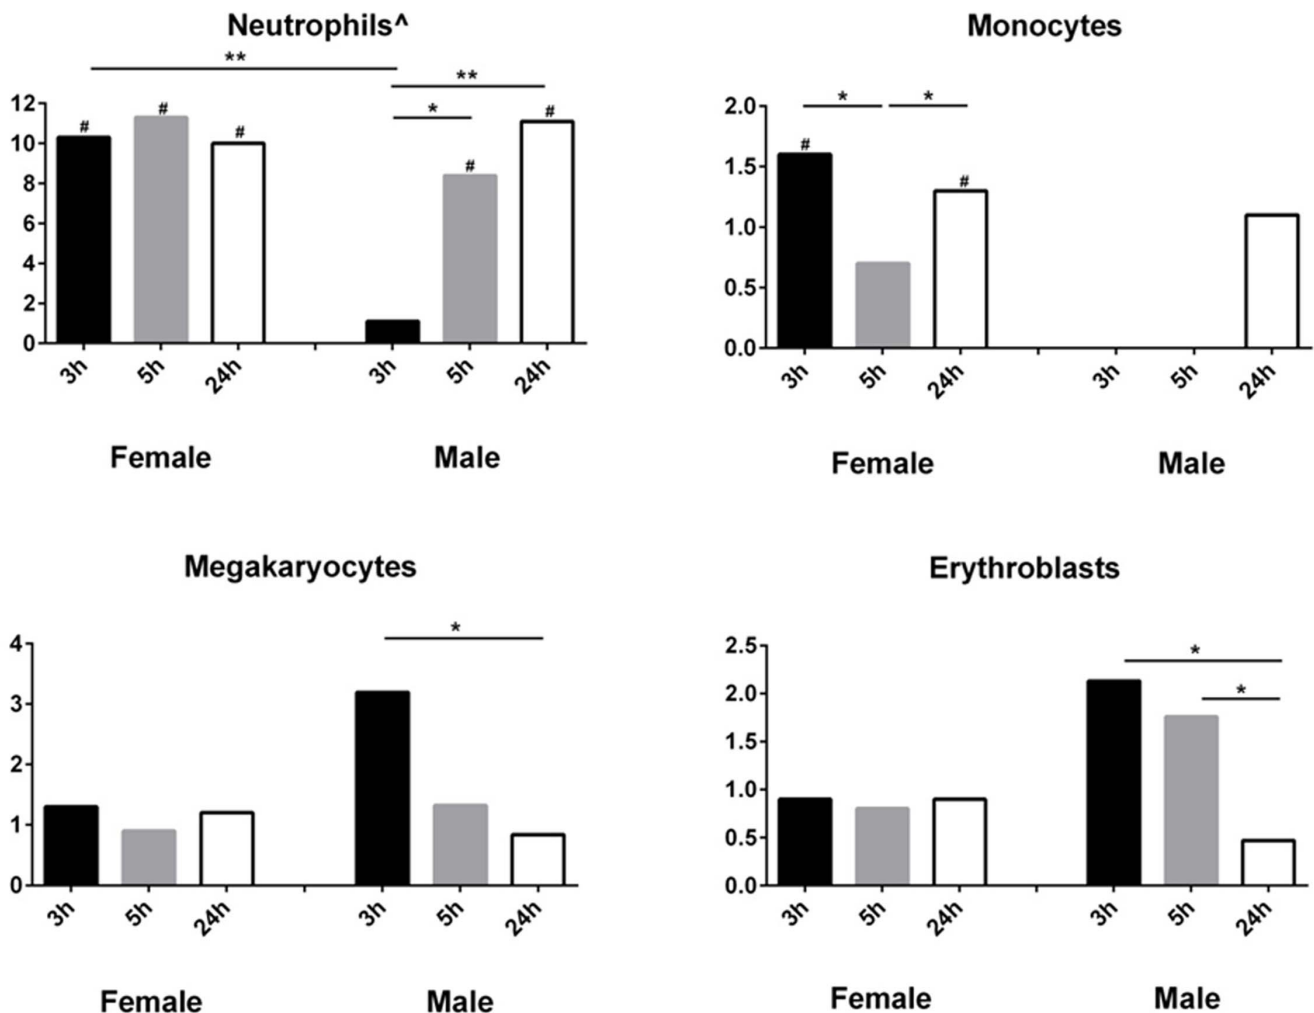 Neutrophils^
**
**
*
12
10
8
6
4
2
0
#
#
#
#
#
3h
5h
24h
3h
5h
24h
Female
Male
Monocytes
*
*
2.0
1.5
1.0
0.5
0.0
#
#
3h
5h
24h
3h
5h
24h
Female
Male
Megakaryocytes
*
4
3
2
1
0
3h
5h
24h
3h
5h
24h
Female
Male
Erythroblasts
*
*
2.5
2.0
1.5
1.0
0.5
0.0
3h
5h
24h
3h
5h
24h
Female
Male